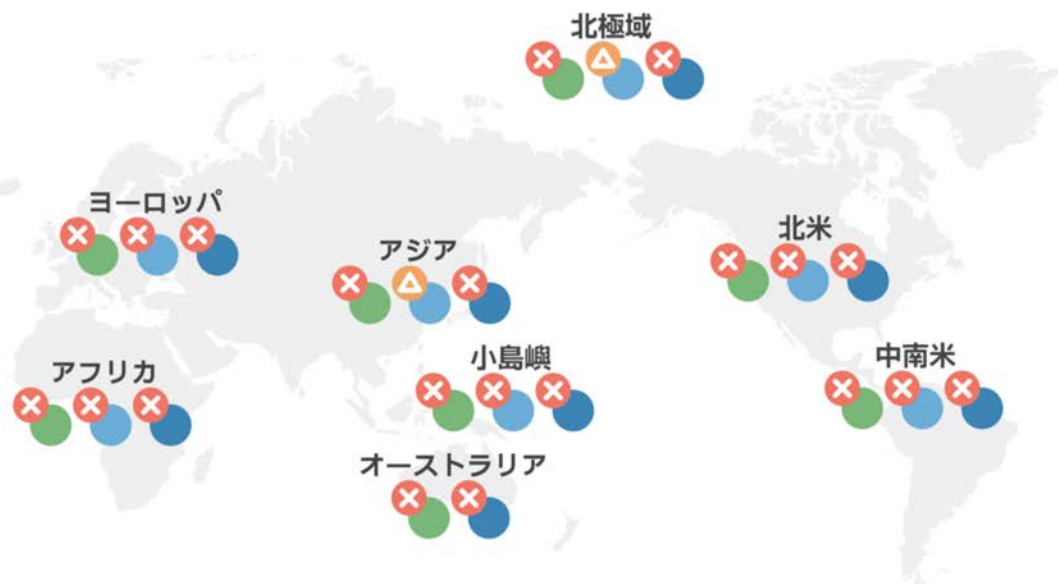 北極域
ヨーロッパ
北米
アジア
小島嶼
中南米
アフリカ
オーストラリア